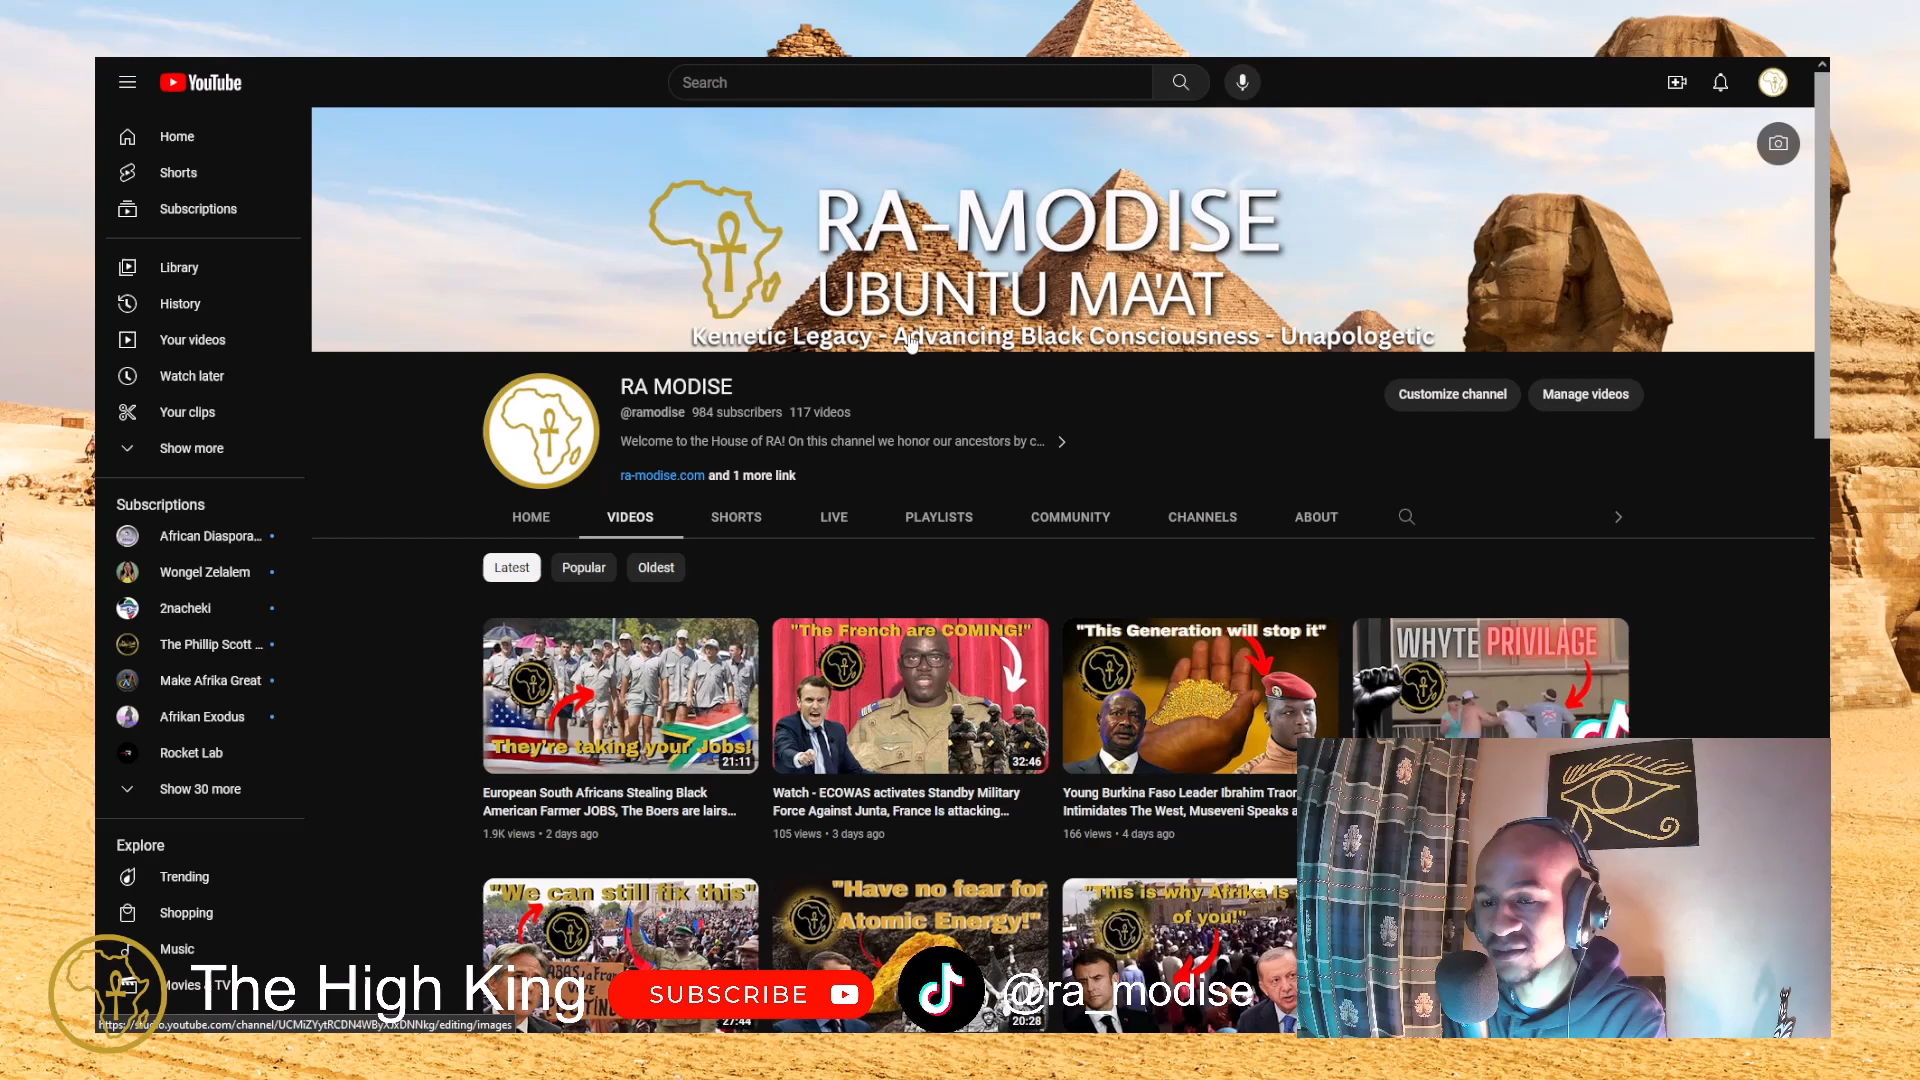 YouTube
Search
Home
Shorts
Subscriptions
Library
History
Your videos
Watch later
Your clips
Show more
Subscriptions
African Diaspora...
Wongel Zelalem
2nacheki
The Phillip Scott ...
Make Afrika Great
Afrikan Exodus
Rocket Lab
Show 30 more
Explore
Trending
Shopping
Music
Movies & TV
RA-MODISE
UBUNTU MA'AT
Kemetic Legacy - Advancing Black Consciousness - Unapologetic
RA MODISE
@ramodise 984 subscribers 117 videos
Welcome to the House of RA! On this channel we honor our ancestors by c...
ra-modise.com and 1 more link
Customize channel
Manage videos
HOME VIDEOS SHORTS LIVE PLAYLISTS COMMUNITY CHANNELS ABOUT
Latest Popular Oldest
They're taking your Jobs!
21:11
European South Africans Stealing Black
American Farmer JOBS, The Boers are lairs...
1.9K views • 2 days ago
"The French are COMING!"
32:46
Watch - ECOWAS activates Standby Military
Force Against Junta, France Is attacking...
105 views • 3 days ago
"This Generation will stop it"
Young Burkina Faso Leader Ibrahim Traor
Intimidates The West, Museveni Speaks a
166 views • 4 days ago
WHYTE PRIVILAGE
"We can still fix this"
27:44
"Have no fear for
Atomic Energy!"
20:28
"This is why Afrika is
of you!"
The High King
SUBSCRIBE
@ra_modise